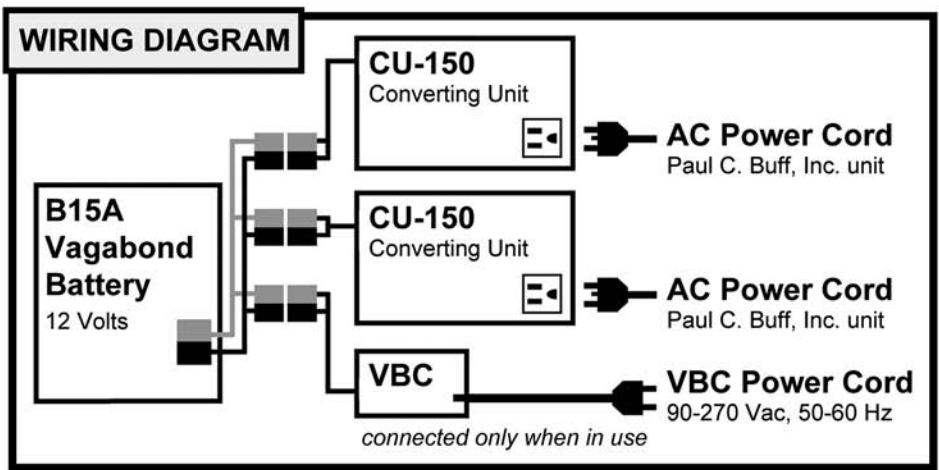 WIRING DIAGRAM
CU-150
Converting Unit
AC Power Cord
Paul C. Buff, Inc. unit
B15A
Vagabond
Battery
12 Volts
CU-150
Converting Unit
AC Power Cord
Paul C. Buff, Inc. unit
VBC
VBC Power Cord
90-270 Vac, 50-60 Hz
connected only when in use